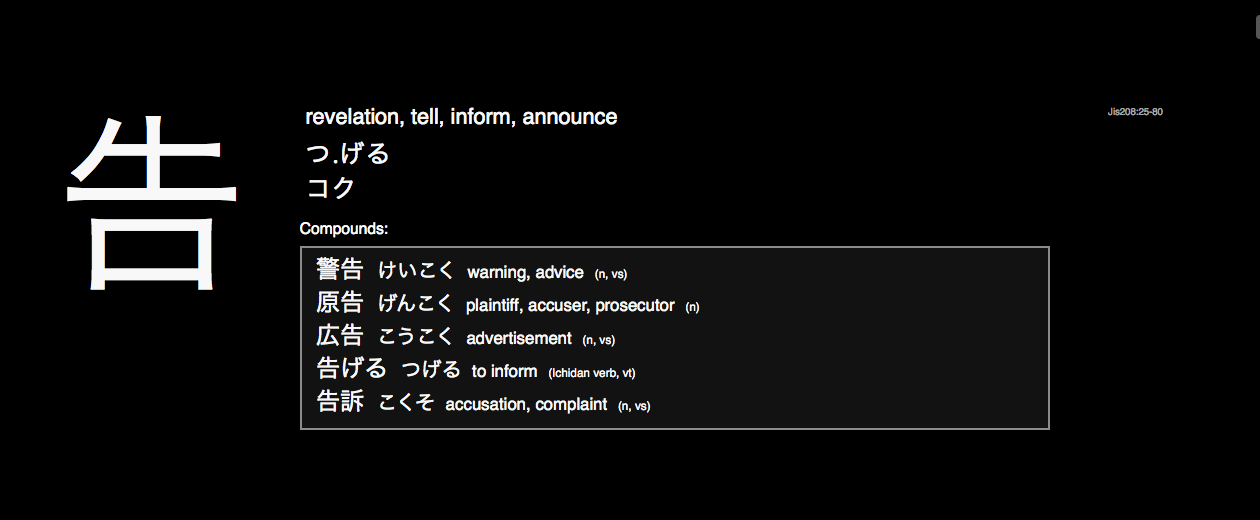 告
revelation, tell, inform, announce
Jis208:25-80
つ.げる
コク
Compounds:
警告 けいこく warning, advice (n, vs)
原告 げんこく plaintiff, accuser, prosecutor (n)
広告 こうこく advertisement (n, vs)
告げる つげる to inform (Ichidan verb, vt)
告訴 こくそ accusation, complaint (n, vs)